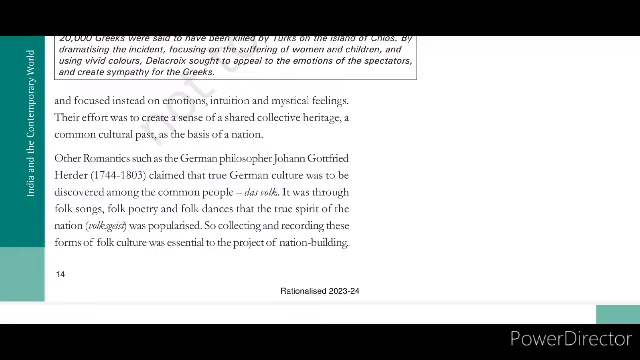 20,000 Greeks were said to have been killed by Turks on the island of Chios. By
dramatising the incident, focusing on the suffering of women and children, and
using vivid colours, Delacroix sought to appeal to the emotions of the spectators,
and create sympathy for the Greeks.
India and the Contemporary World
and focused instead on emotions, intuition and mystical feelings.
Their effort was to create a sense of a shared collective heritage, a
common cultural past, as the basis of a nation.
Other Romantics such as the German philosopher Johann Gottfried
Herder (1744-1803) claimed that true German culture was to be
discovered among the common people – das volk. It was through
folk songs, folk poetry and folk dances that the true spirit of the
nation (volksgeist) was popularised. So collecting and recording these
forms of folk culture was essential to the project of nation-building.
14
Rationalised 2023-24
PowerDirector